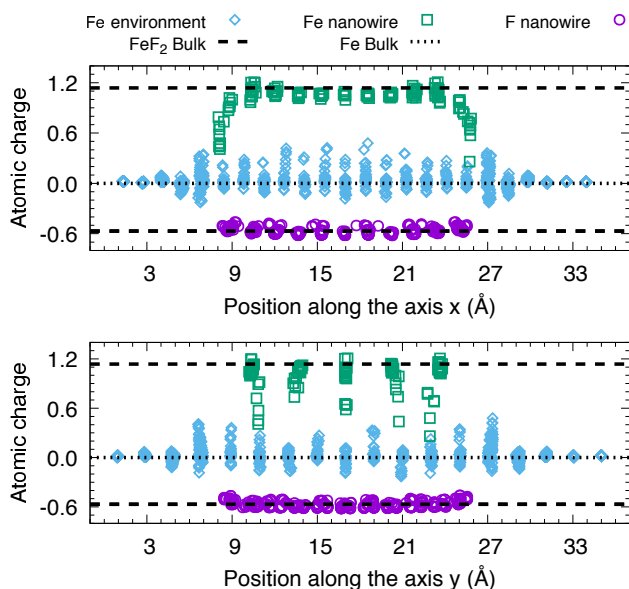 Fe environment Fe nanowire F nanowire
FeF₂ Bulk Fe Bulk
1.2
0.6
0.0
-0.6
Atomic charge
3 9 15 21 27 33
Position along the axis x (Å)
1.2
0.6
0.0
-0.6
Atomic charge
3 9 15 21 27 33
Position along the axis y (Å)